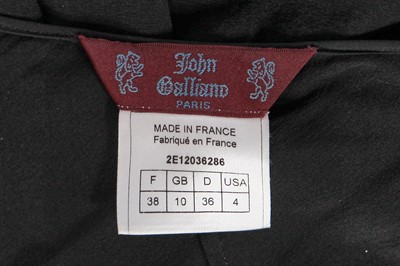 John
Galliano
PARIS
MADE IN FRANCE
Fabriqué en France
2E12036286
F GB D USA
38 10 36 4